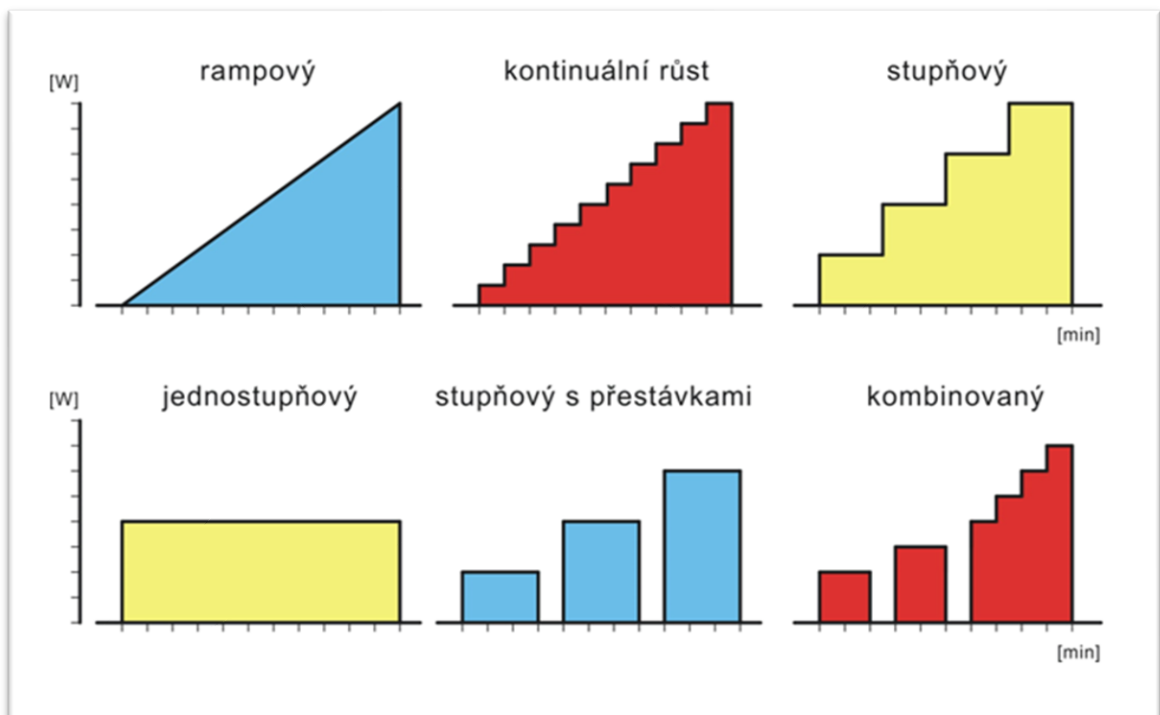 [W]
rampový
kontinuální růst
stupňový
[min]
[W]
jednostupňový
stupňový s přestávkami
kombinovaný
[min]